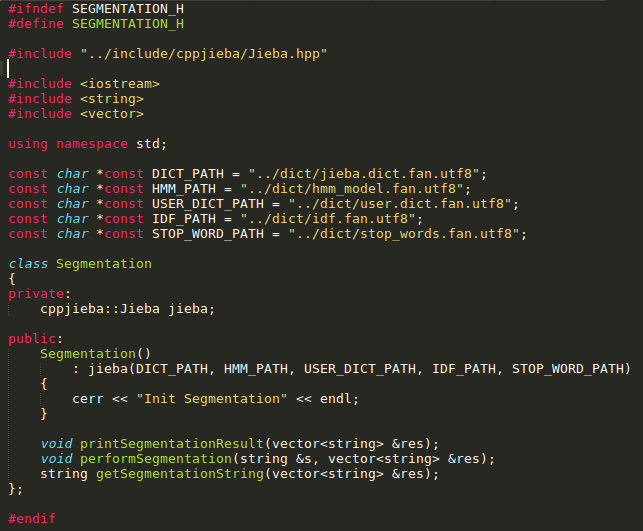 #ifndef SEGMENTATION_H
#define SEGMENTATION_H
#include "../include/cppjieba/Jieba.hpp"
#include <iostream>
#include <string>
#include <vector>
using namespace std;
const char *const DICT_PATH = "../dict/jieba.dict.fan.utf8";
const char *const HMM_PATH = "../dict/hmm_model.fan.utf8";
const char *const USER_DICT_PATH = "../dict/user.dict.fan.utf8";
const char *const IDF_PATH = "../dict/idf.fan.utf8";
const char *const STOP_WORD_PATH = "../dict/stop_words.fan.utf8";
class Segmentation
{
private:
    cppjieba::Jieba jieba;
public:
    Segmentation()
        : jieba(DICT_PATH, HMM_PATH, USER_DICT_PATH, IDF_PATH, STOP_WORD_PATH)
    {
        cerr << "Init Segmentation" << endl;
    }
    void printSegmentationResult(vector<string> &res);
    void performSegmentation(string &s, vector<string> &res);
    string getSegmentationString(vector<string> &res);
};
#endif